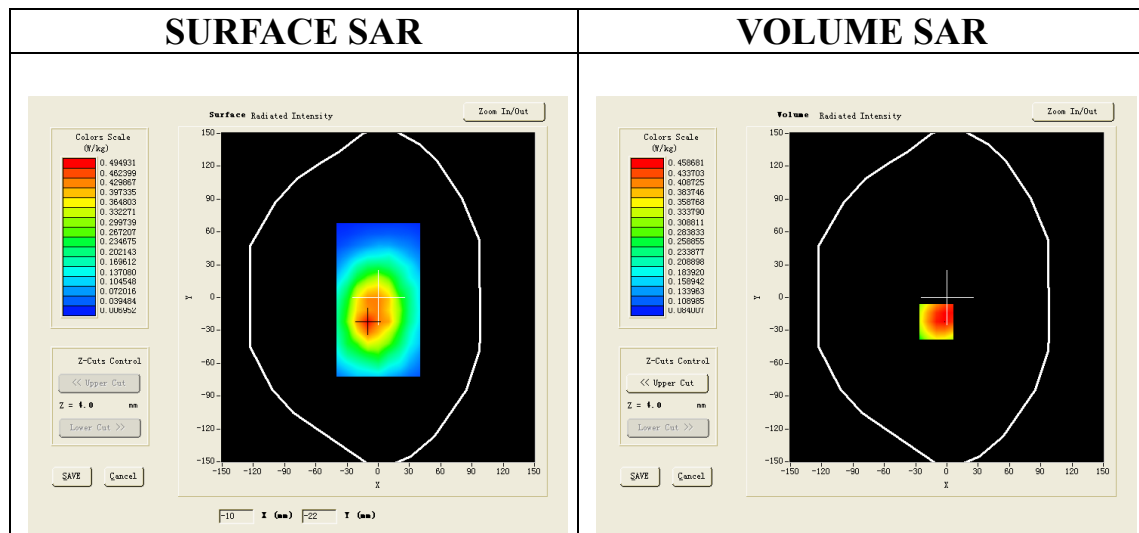 SURFACE SAR
VOLUME SAR
Surface Radiated Intensity
Zoom In/Out
Colors Scale
(W/kg)
0.494931
0.462399
0.429867
0.397335
0.364803
0.332271
0.299739
0.267207
0.234675
0.202143
0.169612
0.137080
0.104548
0.072016
0.039484
0.006952
150
120
90
60
30
0
-30
-60
-90
-120
-150
Y
-150 -120 -90 -60 -30 0 30 60 90 120 150
X
Z-Cuts Control
<< Upper Cut
Z = 4.0 mm
Lower Cut >>
SAVE Cancel
-10 X (mm) -22 Y (mm)
Volume Radiated Intensity
Zoom In/Out
Colors Scale
(W/kg)
0.458681
0.433703
0.408725
0.383746
0.358768
0.333790
0.308811
0.283833
0.258855
0.233877
0.208898
0.183920
0.158942
0.133963
0.108985
0.084007
150
120
90
60
30
0
-30
-60
-90
-120
-150
Y
-150 -120 -90 -60 -30 0 30 60 90 120 150
X
Z-Cuts Control
<< Upper Cut
Z = 4.0 mm
Lower Cut >>
SAVE Cancel